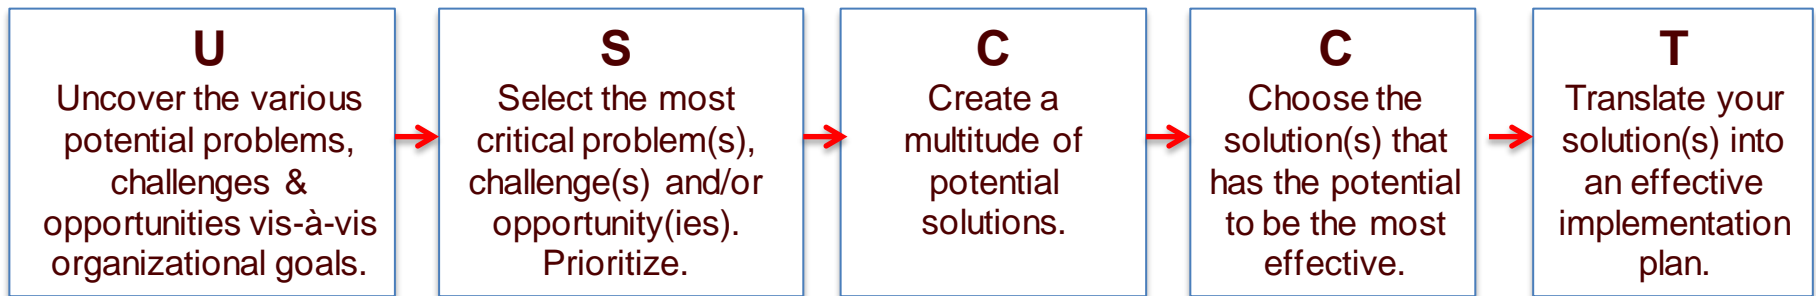 U
Uncover the various
potential problems,
challenges &
opportunities vis-à-vis
organizational goals.
S
Select the most
critical problem(s),
challenge(s) and/or
opportunity(ies).
Prioritize.
C
Create a
multitude of
potential
solutions.
C
Choose the
solution(s) that
has the potential
to be the most
effective.
T
Translate your
solution(s) into
an effective
implementation
plan.